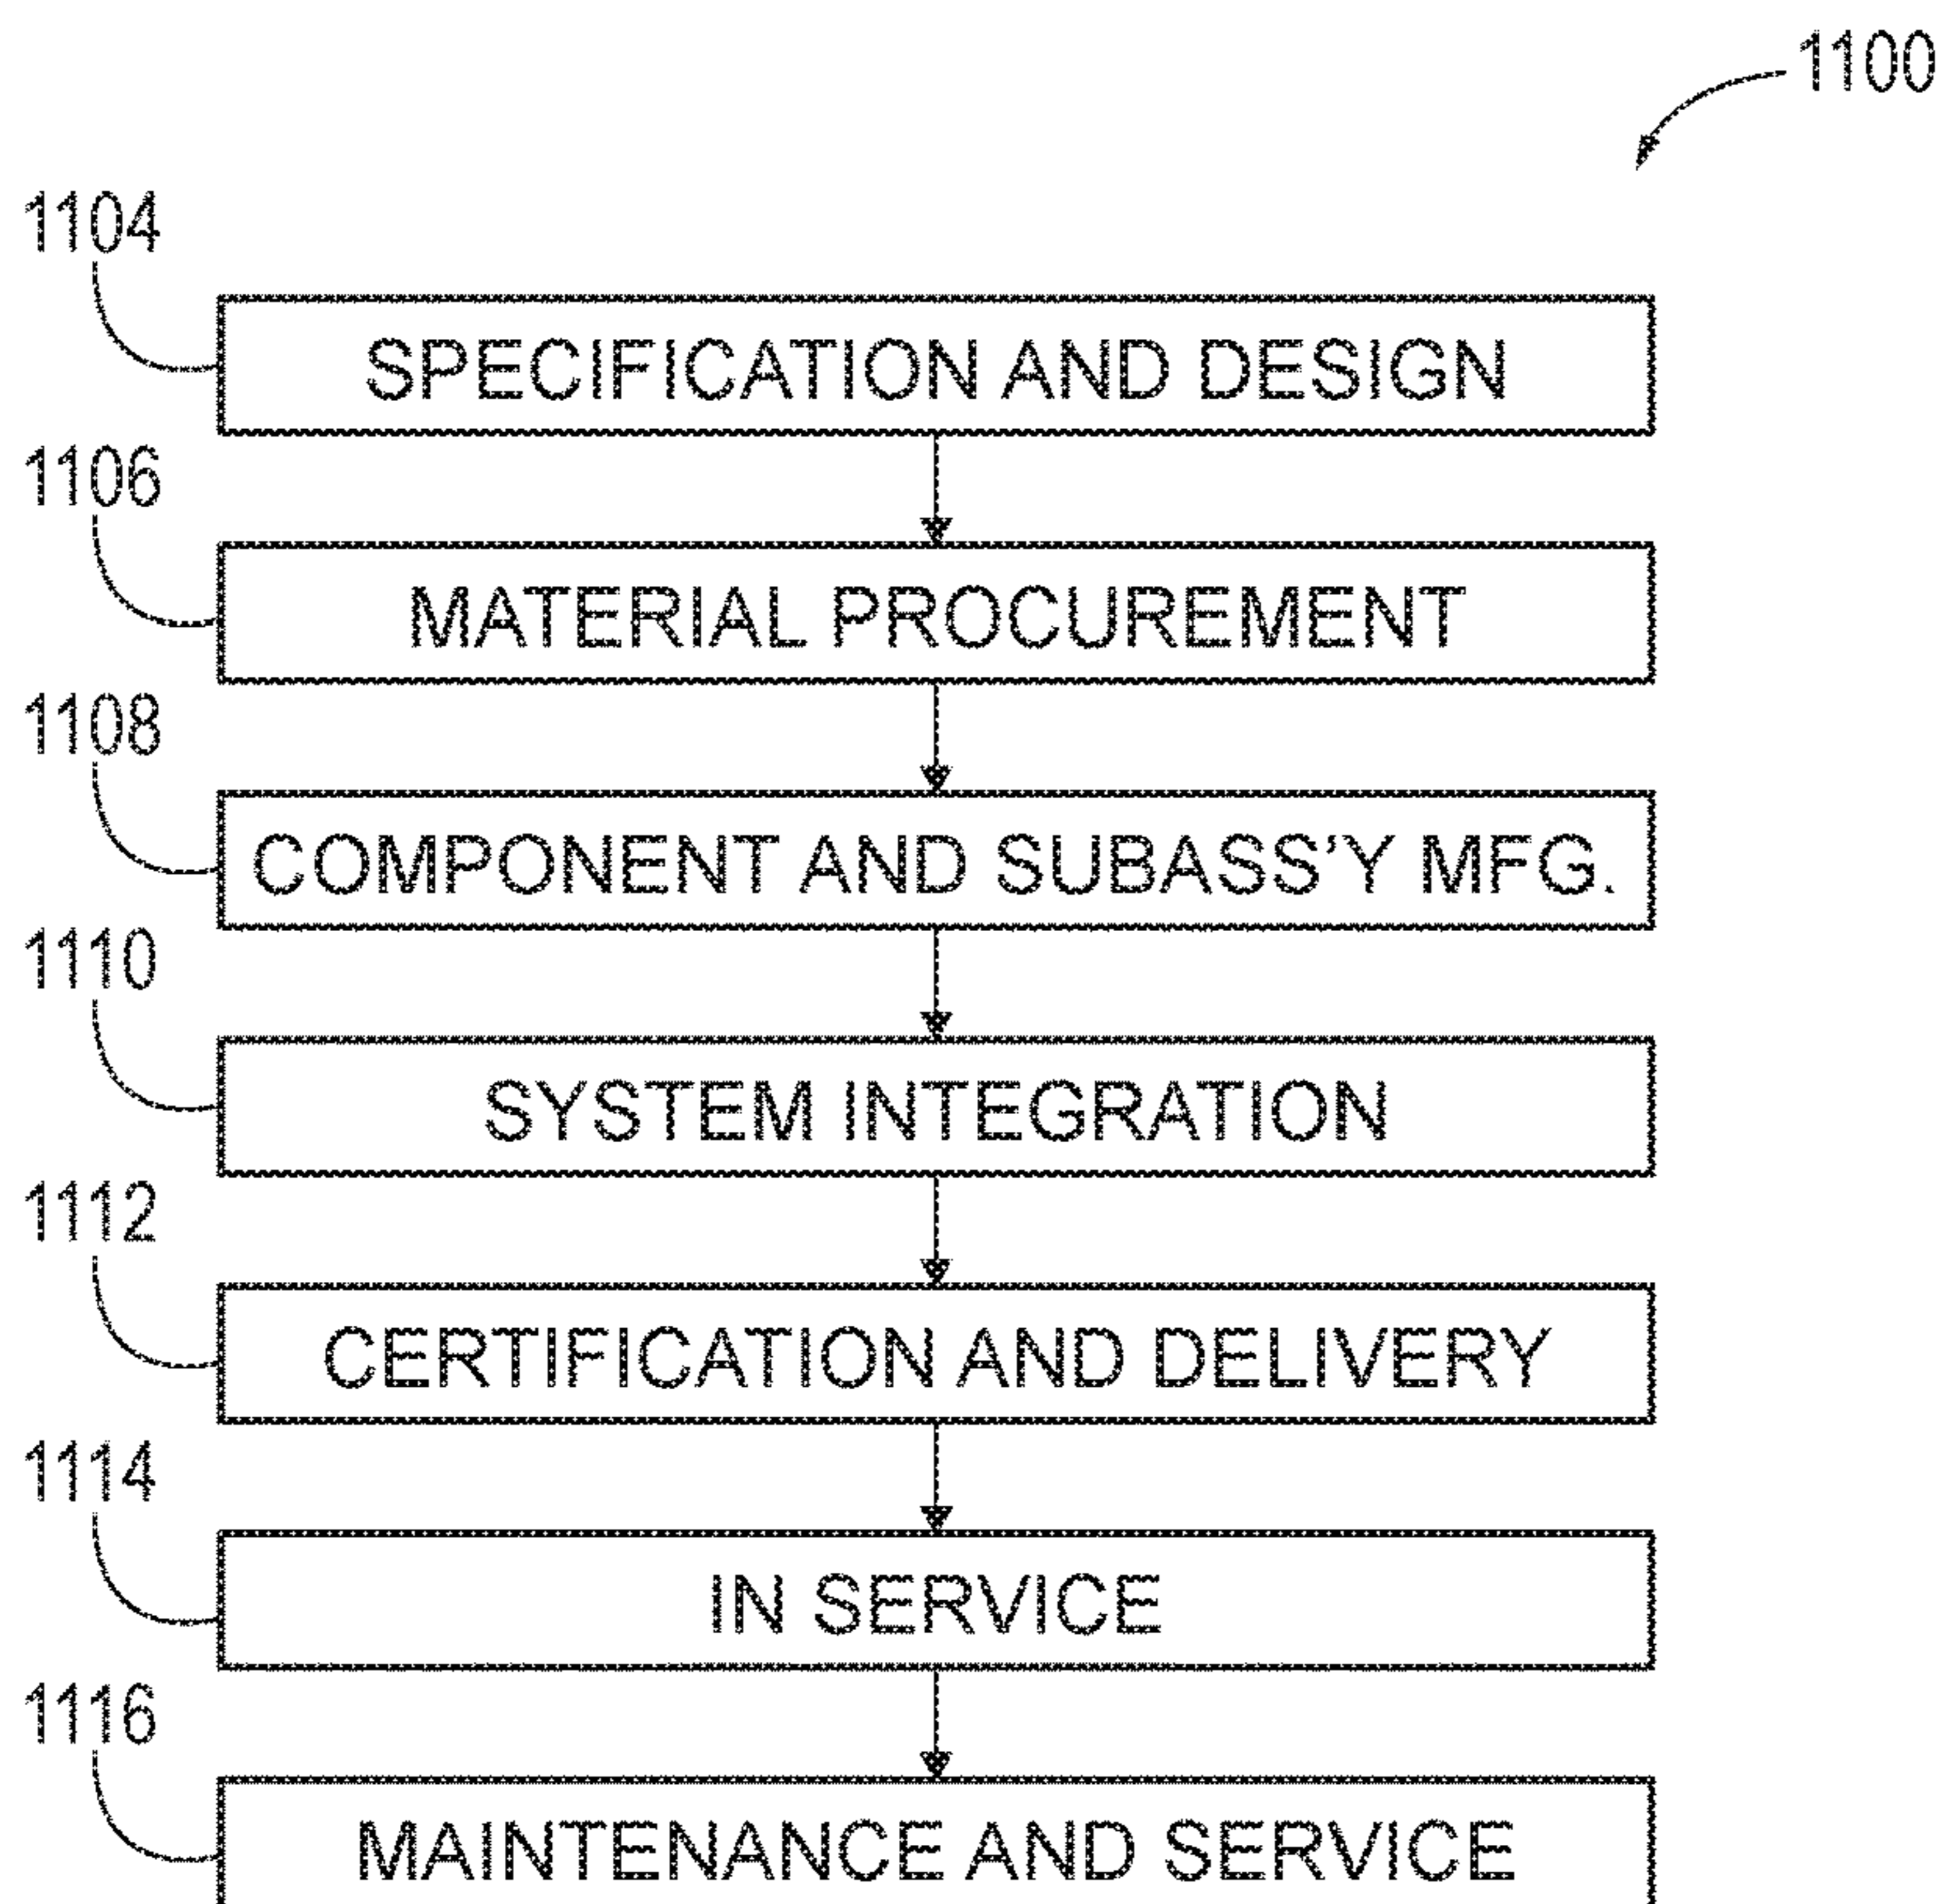 1100
1104
SPECIFICATION AND DESIGN
1106
MATERIAL PROCUREMENT
1108
COMPONENT AND SUBASS'Y MFG.
1110
SYSTEM INTEGRATION
1112
CERTIFICATION AND DELIVERY
1114
IN SERVICE
1116
MAINTENANCE AND SERVICE